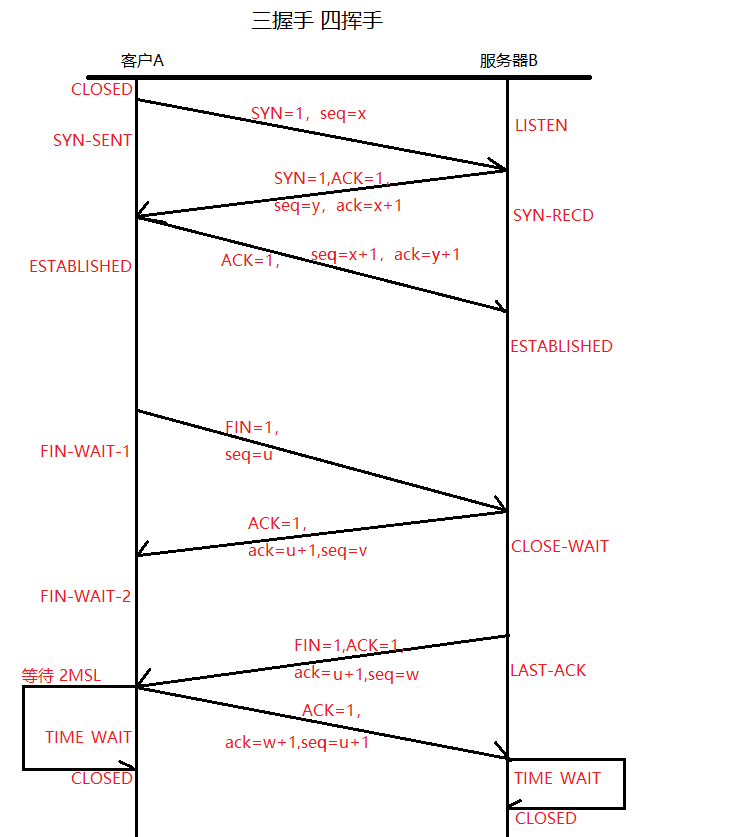 三握手 四挥手
客户A
服务器B
CLOSED
SYN=1，seq=x
LISTEN
SYN-SENT
SYN=1,ACK=1,
seq=y，ack=x+1
SYN-RECD
ESTABLISHED
ACK=1，
seq=x+1，ack=y+1
ESTABLISHED
FIN=1，
seq=u
FIN-WAIT-1
ACK=1，
ack=u+1,seq=v
CLOSE-WAIT
FIN-WAIT-2
FIN=1,ACK=1
ack=u+1,seq=w
LAST-ACK
等待 2MSL
ACK=1，
TIME WAIT
ack=w+1,seq=u+1
CLOSED
TIME WAIT
CLOSED